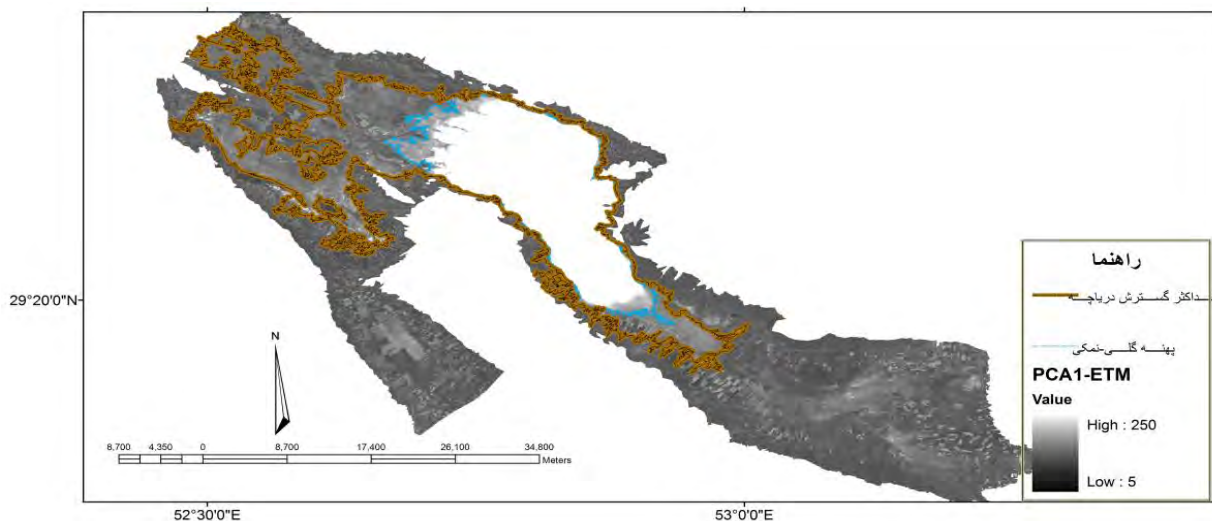 29°20'0"N
N
8,700 4,350 0 8,700 17,400 26,100 34,800
Meters
52°30'0"E
53°0'0"E
راهنما
ـداکثر گسترش دریاچه
پهنه گلی-نمکی
PCA1-ETM
Value
High : 250
Low : 5